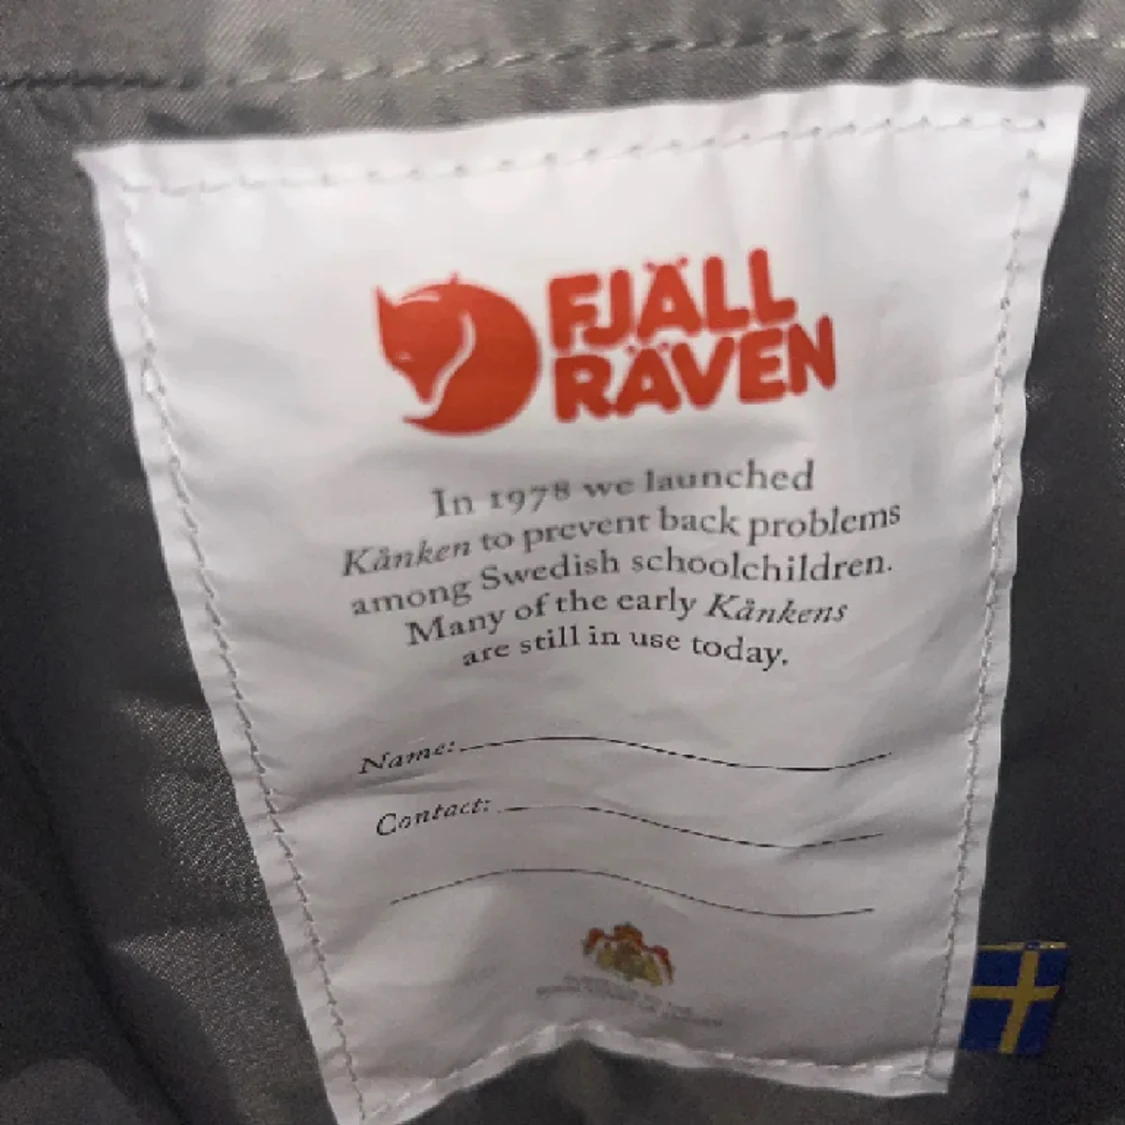 FJÄLL
RÄVEN
In 1978 we launched
Kånken to prevent back problems
among Swedish schoolchildren.
Many of the early Kånkens
are still in use today.
Name:
Contact: